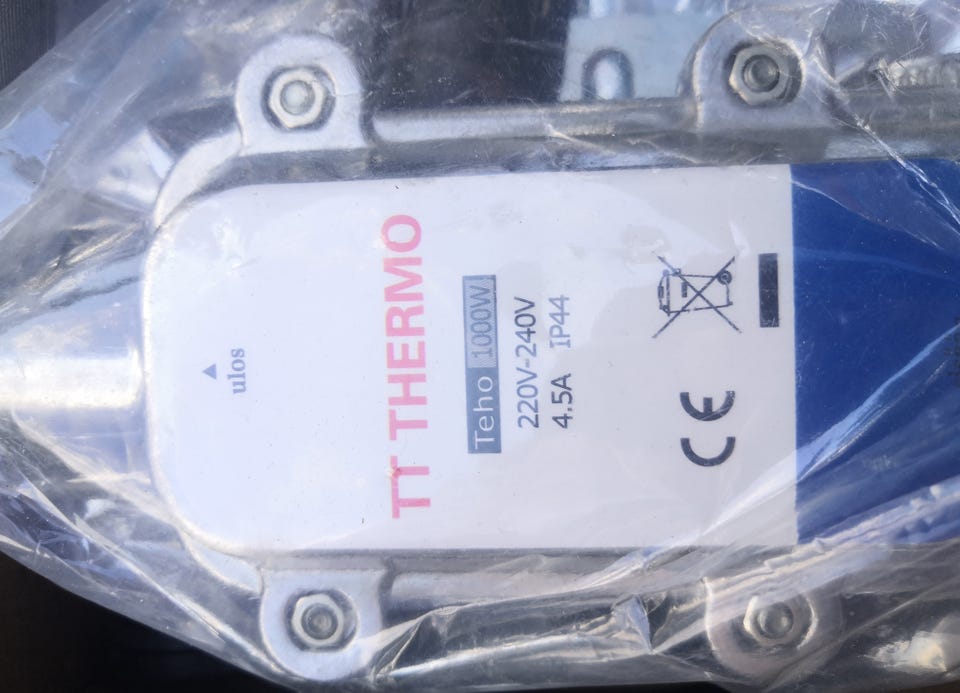 ▲
ulos
TT THERMO
Teho 1000W
220V-240V
4.5A IP44
CE